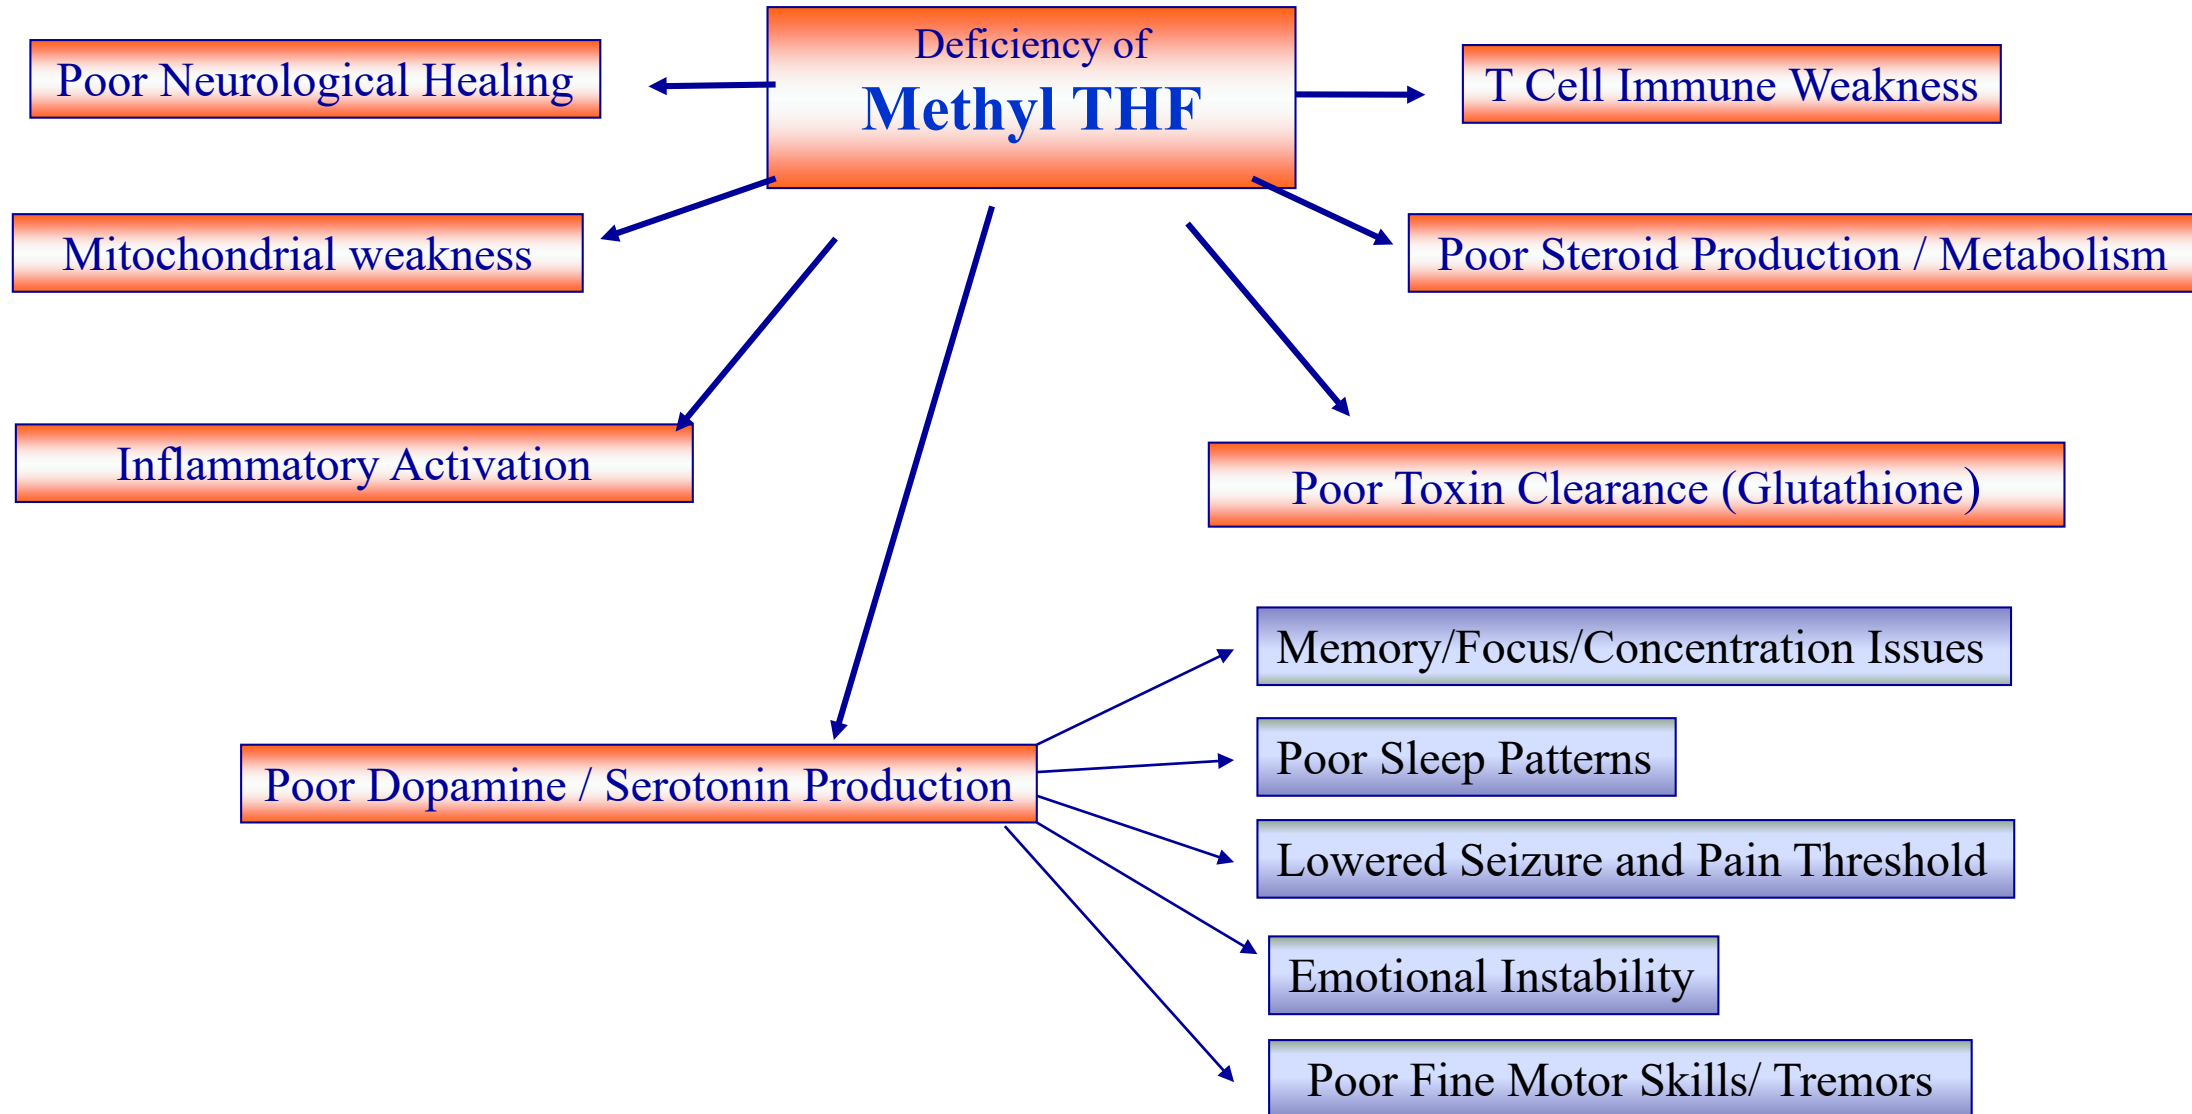 Deficiency of
Methyl THF
Poor Neurological Healing
T Cell Immune Weakness
Mitochondrial weakness
Poor Steroid Production / Metabolism
Inflammatory Activation
Poor Toxin Clearance (Glutathione)
Poor Dopamine / Serotonin Production
Memory/Focus/Concentration Issues
Poor Sleep Patterns
Lowered Seizure and Pain Threshold
Emotional Instability
Poor Fine Motor Skills/ Tremors